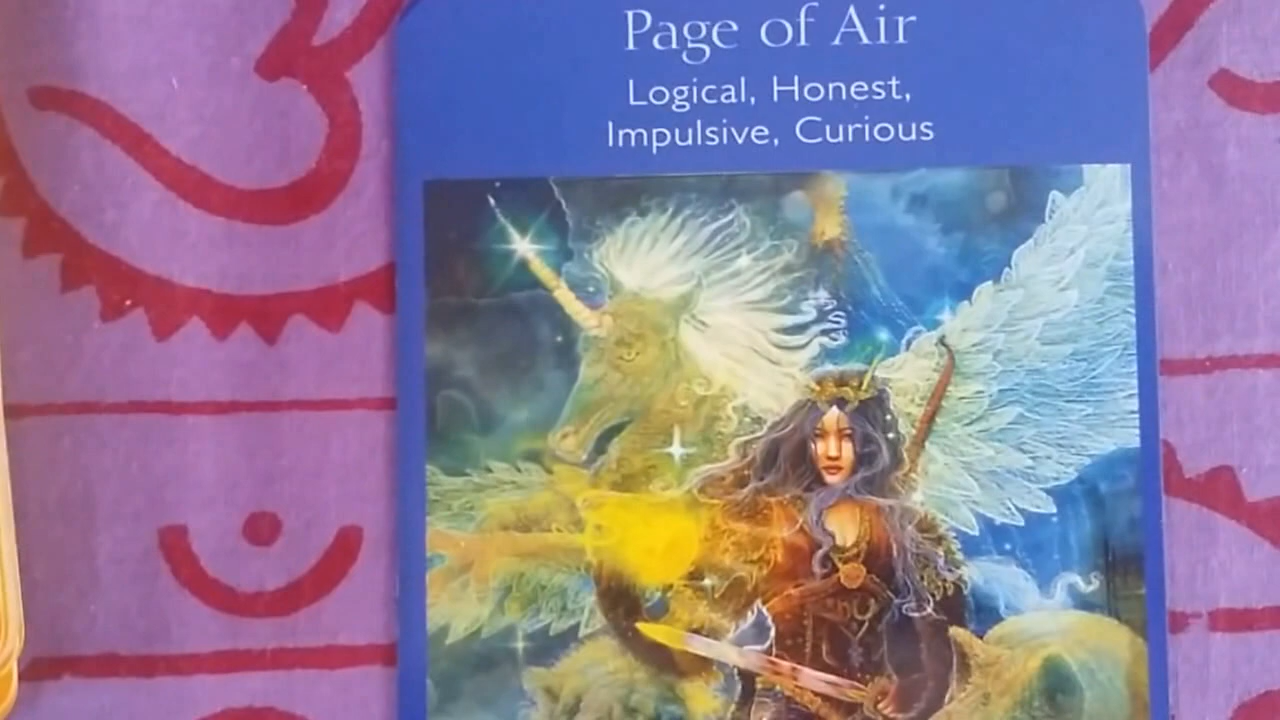 Page of Air
Logical, Honest,
Impulsive, Curious